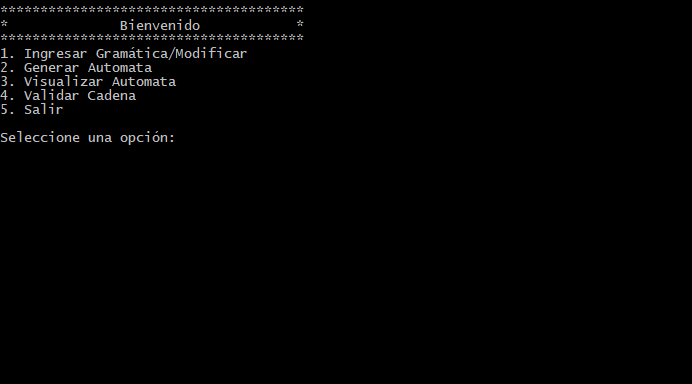 **************************************
*              Bienvenido            *
**************************************
1. Ingresar Gramática/Modificar
2. Generar Automata
3. Visualizar Automata
4. Validar Cadena
5. Salir
Seleccione una opción: